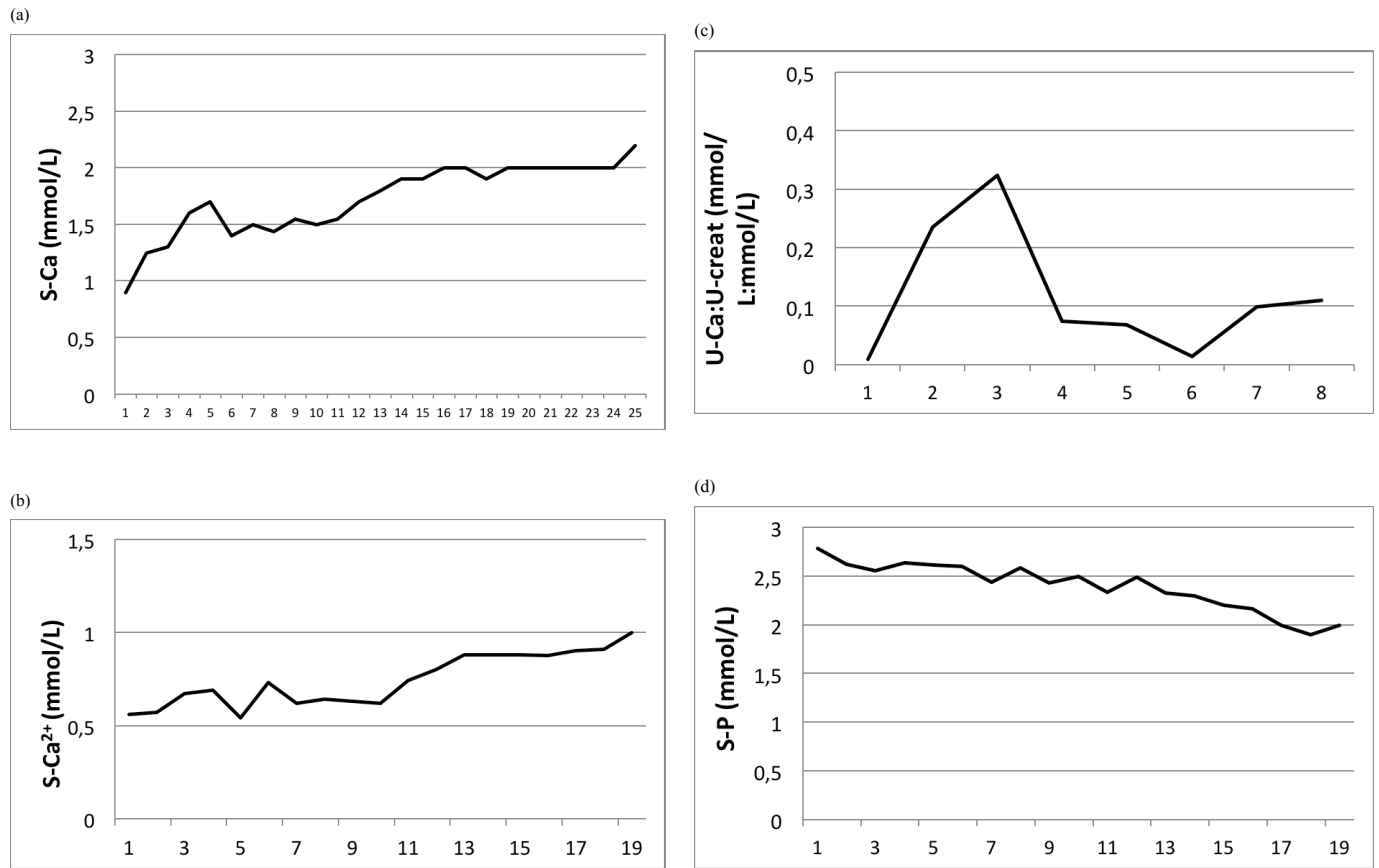 (a)
3
2,5
2
1,5
1
0,5
0
S-Ca (mmol/L)
1 2 3 4 5 6 7 8 9 10 11 12 13 14 15 16 17 18 19 20 21 22 23 24 25
(b)
1,5
1
0,5
0
S-Ca²⁺ (mmol/L)
1 3 5 7 9 11 13 15 17 19
(c)
0,5
0,4
0,3
0,2
0,1
0
U-Ca:U-creat (mmol/
L:mmol/L)
1 2 3 4 5 6 7 8
(d)
3
2,5
2
1,5
1
0,5
0
S-P (mmol/L)
1 3 5 7 9 11 13 15 17 19